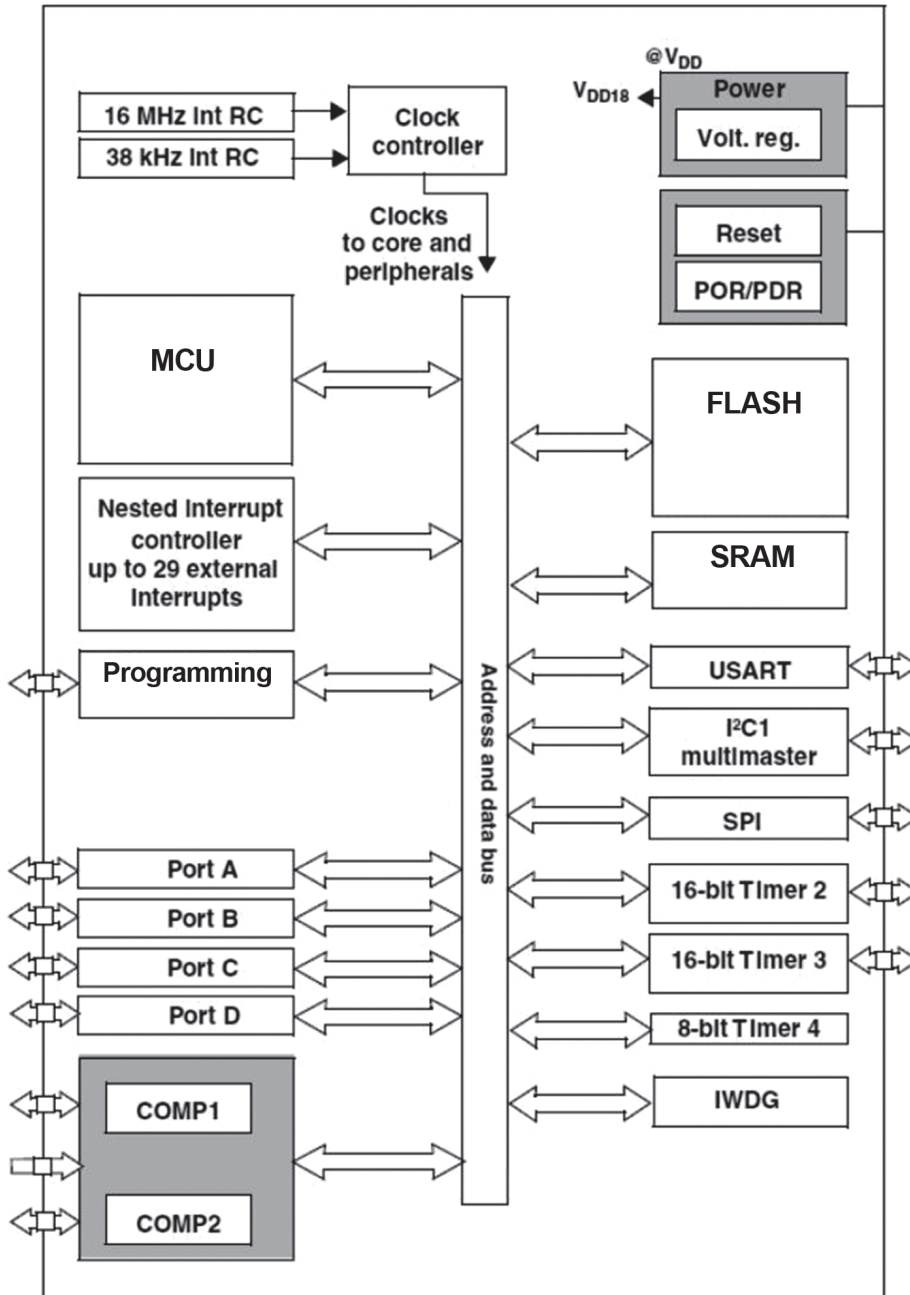 16 MHz Int RC
38 kHz Int RC
Clock
controller
Clocks
to core and
peripherals
@VDD
VDD18
Power
Volt. reg.
Reset
POR/PDR
MCU
Nested Interrupt
controller
up to 29 external
Interrupts
Programming
Port A
Port B
Port C
Port D
COMP1
COMP2
Address and data bus
FLASH
SRAM
USART
I²C1
multimaster
SPI
16-bit Timer 2
16-bit Timer 3
8-bit Timer 4
IWDG